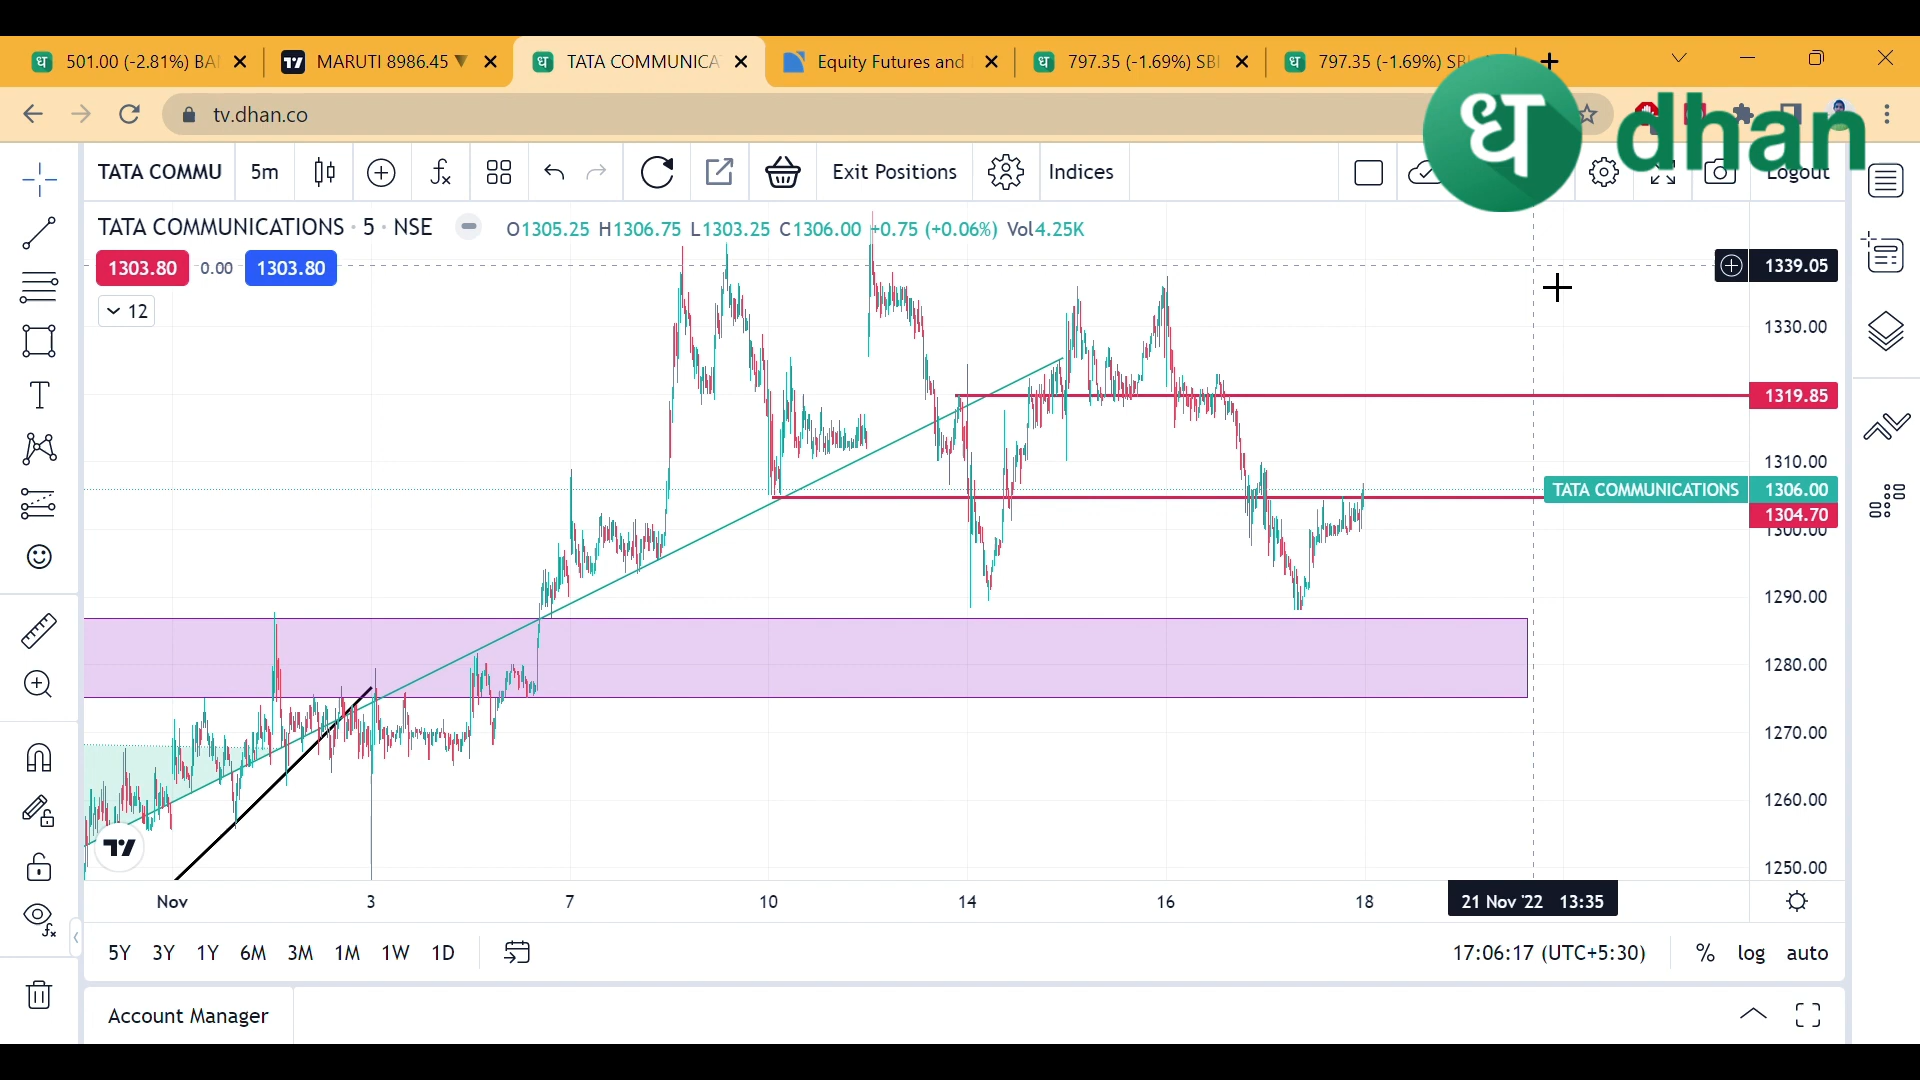 501.00 (-2.81%) BA
MARUTI 8986.45 ▼
TATA COMMUNICA
Equity Futures and
797.35 (-1.69%) SBI
797.35 (-1.69%) SB
tv.dhan.co
ध dhan
TATA COMMU 5m Exit Positions Indices Logout
TATA COMMUNICATIONS · 5 · NSE O1305.25 H1306.75 L1303.25 C1306.00 +0.75 (+0.06%) Vol4.25K
1303.80 0.00 1303.80
12
1339.05
1330.00
1319.85
1310.00
TATA COMMUNICATIONS 1306.00
1304.70
1300.00
1290.00
1280.00
1270.00
1260.00
1250.00
Nov 3 7 10 14 16 18 21 Nov '22 13:35
5Y 3Y 1Y 6M 3M 1M 1W 1D 17:06:17 (UTC+5:30) % log auto
Account Manager